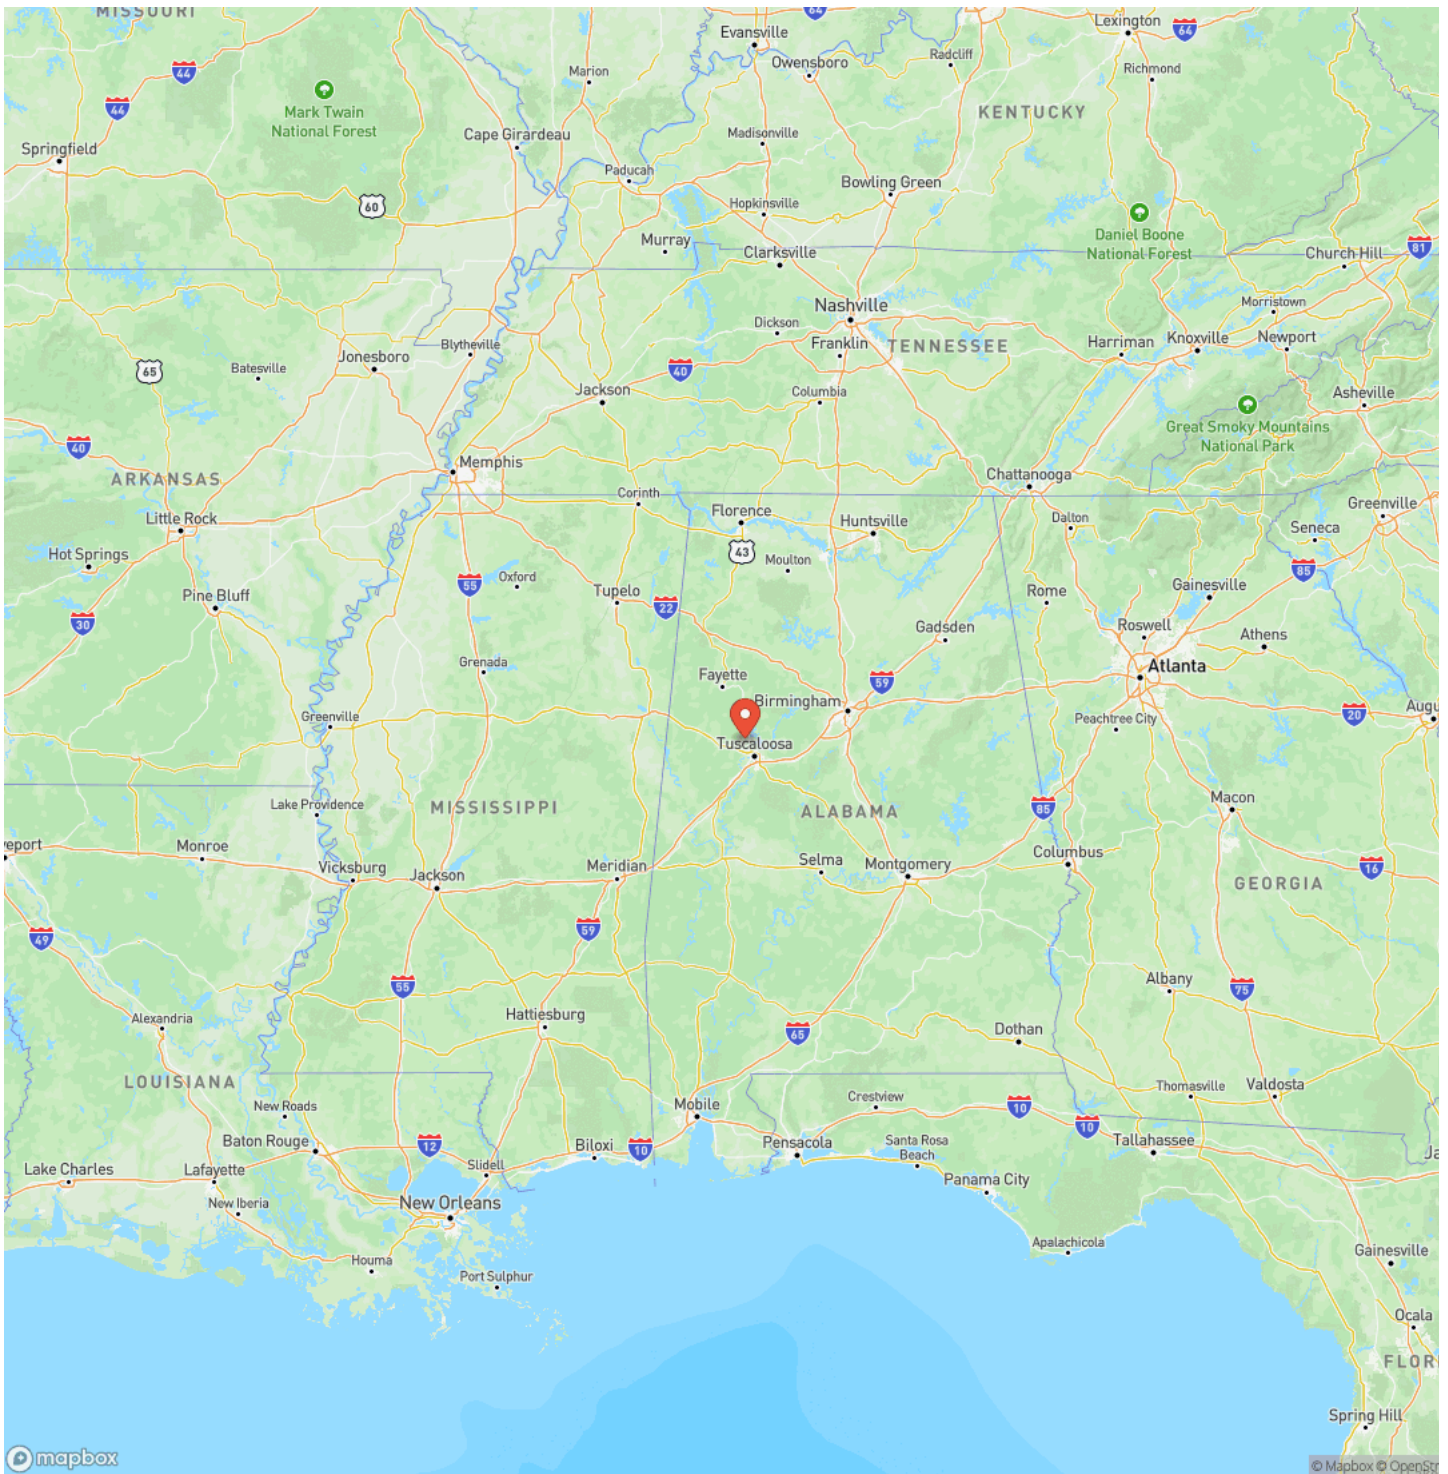 MISSOURI
64
Evansville
Lexington
64
Owensboro
Radcliff
Richmond
44
Marion
Mark Twain
National Forest
44
KENTUCKY
Cape Girardeau
Madisonville
Springfield
Paducah
Bowling Green
60
Hopkinsville
Daniel Boone
National Forest
Murray
Clarksville
81
Church Hill
Nashville
Morristown
Dickson
Franklin
TENNESSEE
Harriman
Knoxville
Newport
Blytheville
Jonesboro
65
Batesville
40
Jackson
Columbia
Asheville
Great Smoky Mountains
National Park
40
ARKANSAS
Memphis
Chattanooga
Corinth
Florence
Huntsville
Dalton
Greenville
Seneca
Little Rock
43
Hot Springs
Moulton
85
Oxford
55
Tupelo
22
Rome
Gainesville
Pine Bluff
30
Gadsden
Roswell
Athens
Grenada
Fayette
59
Atlanta
Birmingham
Greenville
Peachtree City
20
Augu
Tuscaloosa
Lake Providence
MISSISSIPPI
ALABAMA
85
Macon
veport
Monroe
Vicksburg
Jackson
Meridian
Selma
Montgomery
Columbus
16
GEORGIA
49
59
55
Albany
75
Alexandria
Hattiesburg
65
Dothan
LOUISIANA
Thomasville
Valdosta
New Roads
Mobile
Crestview
10
10
Baton Rouge
12
Biloxi
10
Pensacola
Santa Rosa
Beach
Tallahassee
Ja
Lake Charles
Lafayette
Slidell
Panama City
New Iberia
New Orleans
Apalachicola
Gainesville
Houma
Port Sulphur
Ocala
FLOR
Spring Hill
mapbox
© Mapbox © OpenStr